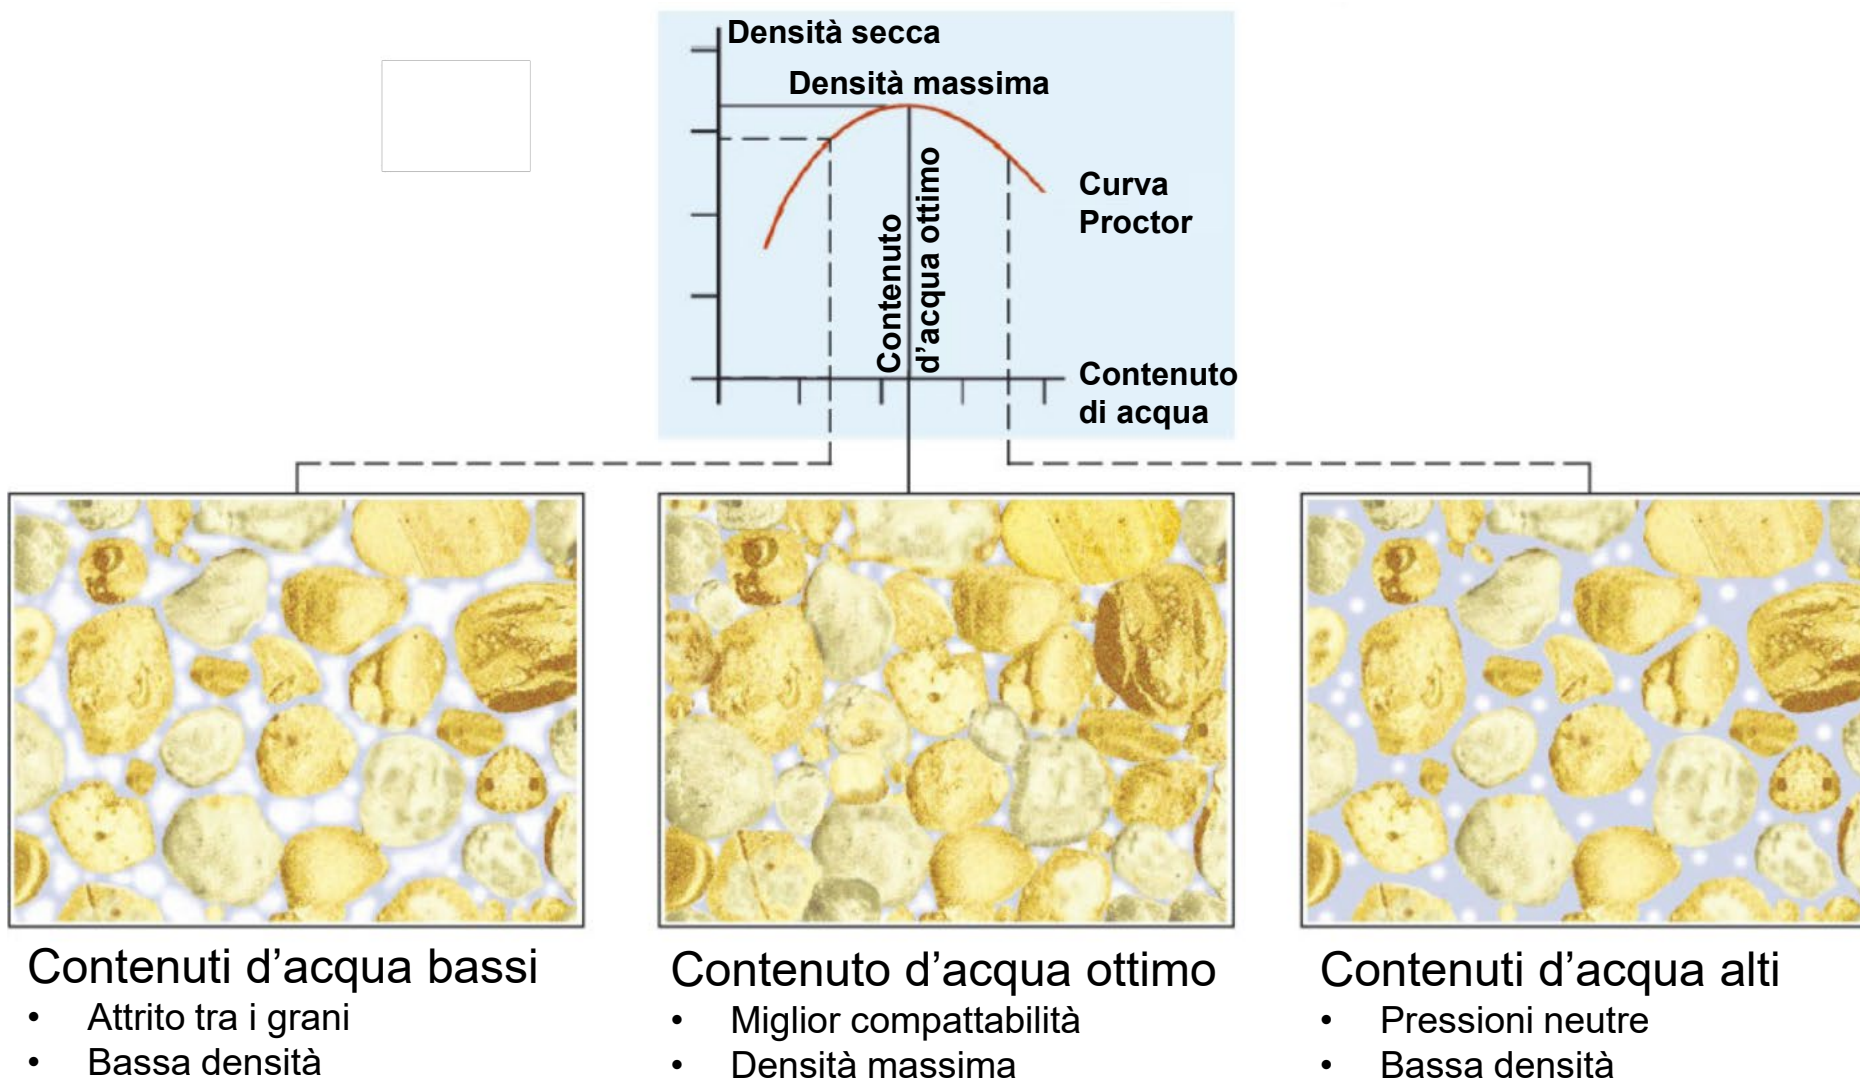 Densità secca
Densità massima
Contenuto
d'acqua ottimo
Curva
Proctor
Contenuto
di acqua
Contenuti d'acqua bassi
• Attrito tra i grani
• Bassa densità
Contenuto d'acqua ottimo
• Miglior compattabilità
• Densità massima
Contenuti d'acqua alti
• Pressioni neutre
• Bassa densità